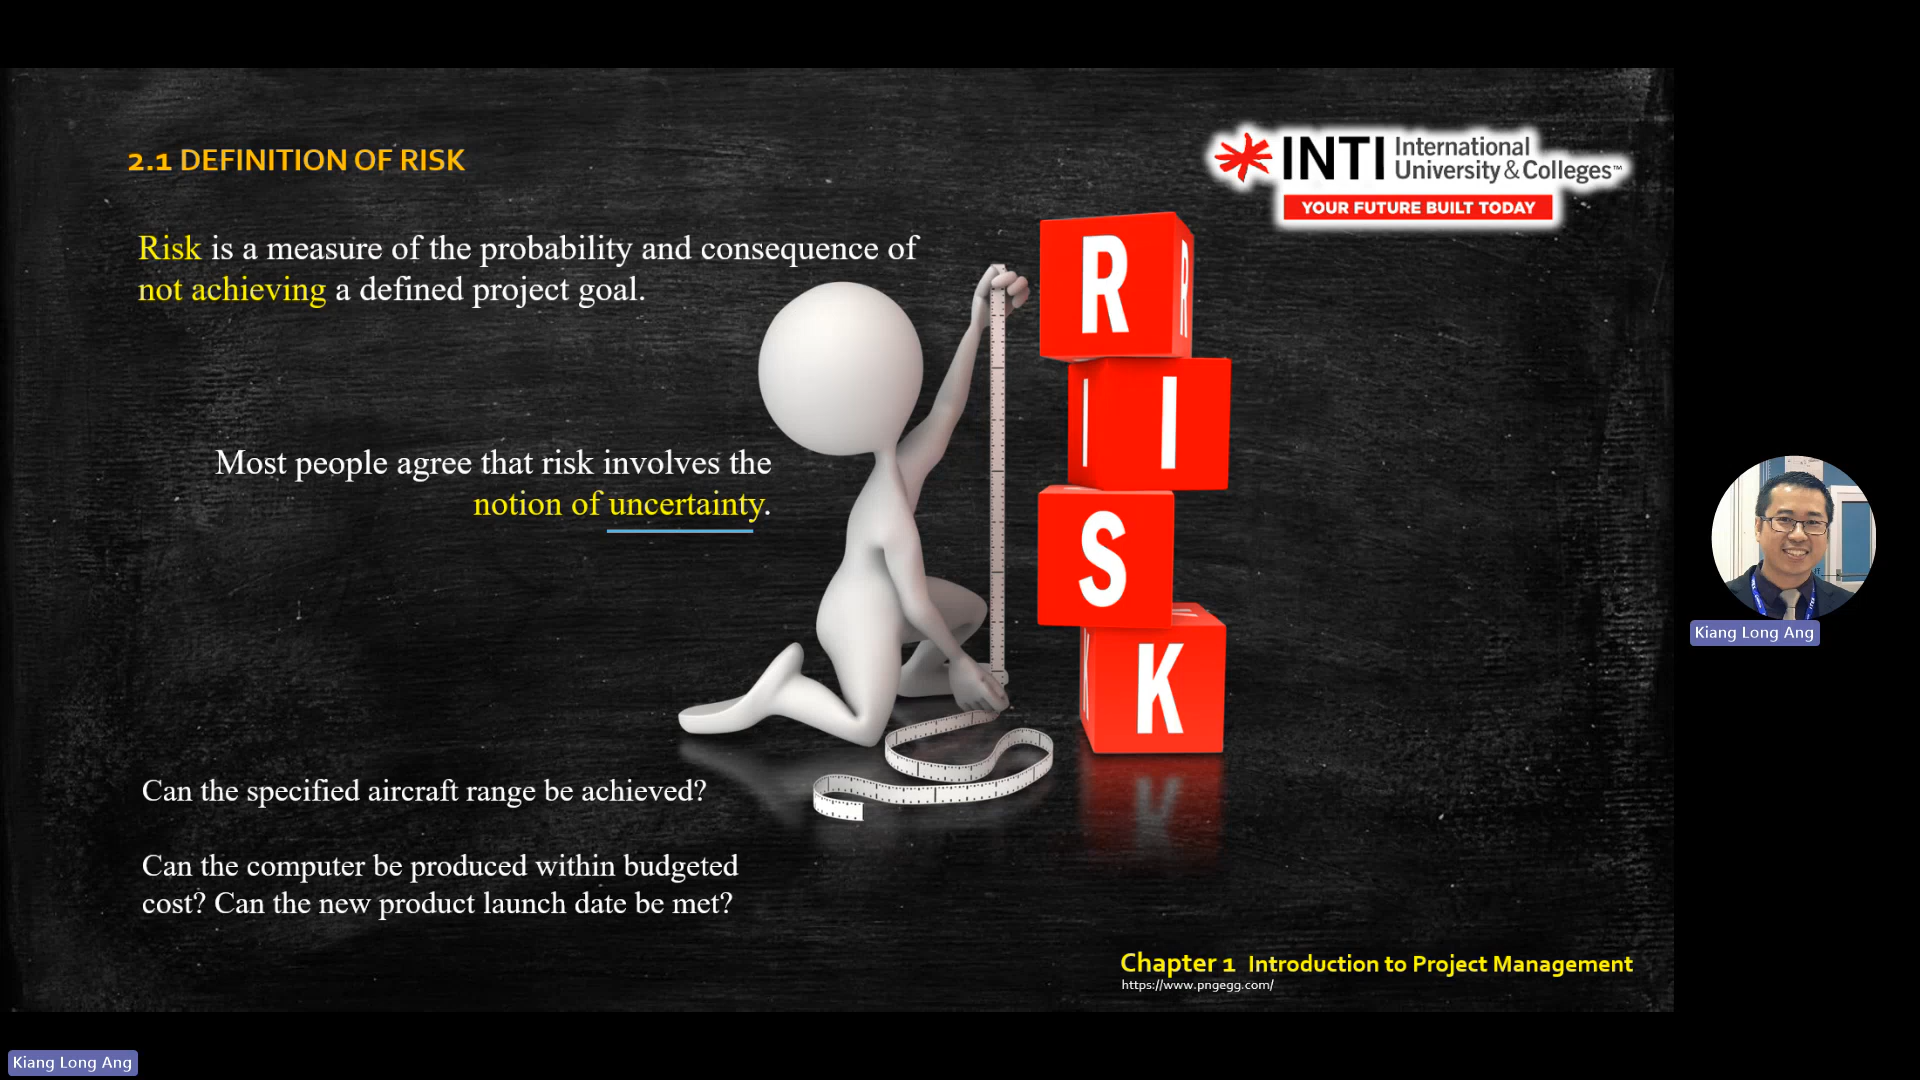 2.1 DEFINITION OF RISK
INTI International
University & Colleges™
YOUR FUTURE BUILT TODAY
Risk is a measure of the probability and consequence of
not achieving a defined project goal.
R
R
I
I
S
K
K
Most people agree that risk involves the
notion of uncertainty.
Can the specified aircraft range be achieved?
Can the computer be produced within budgeted
cost? Can the new product launch date be met?
Chapter 1 Introduction to Project Management
https://www.pngegg.com/
Kiang Long Ang
Kiang Long Ang